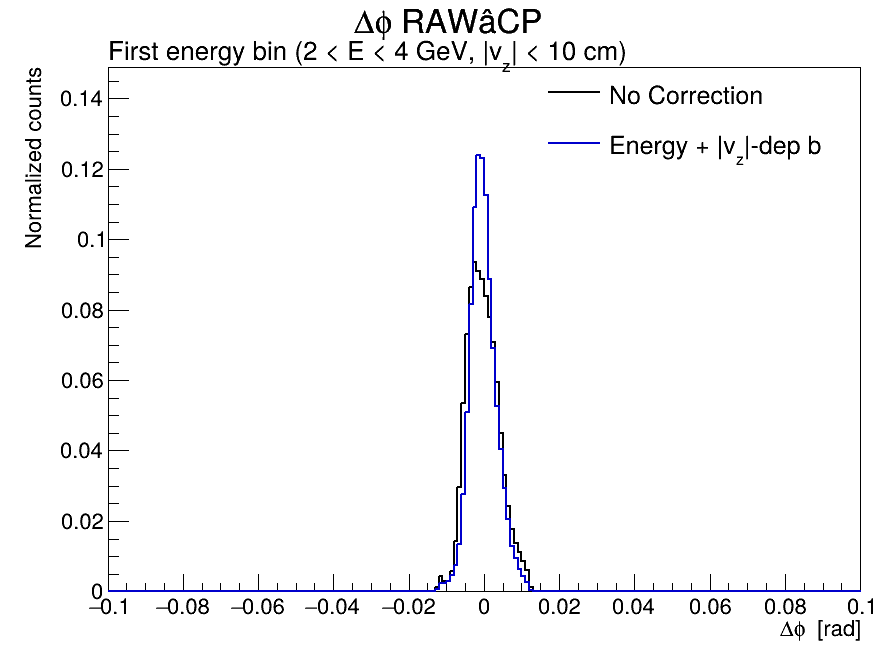 Δϕ RAWâCP
First energy bin (2 < E < 4 GeV, |v_z| < 10 cm)
Normalized counts
No Correction
Energy + |v_z|-dep b
0.14
0.12
0.1
0.08
0.06
0.04
0.02
0
−0.1 −0.08 −0.06 −0.04 −0.02 0 0.02 0.04 0.06 0.08 0.1
Δϕ [rad]